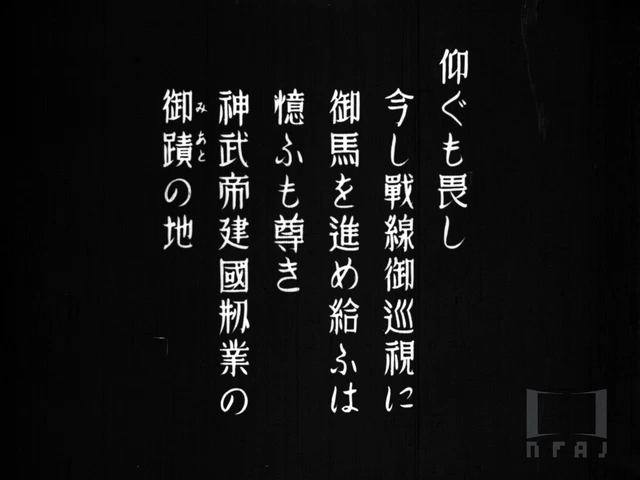 仰ぐも畏し
今し戰線御巡視に
御馬を進め給ふは
憶ふも尊き
神武帝建國剏業の
御蹟の地
みあと
NFAJ